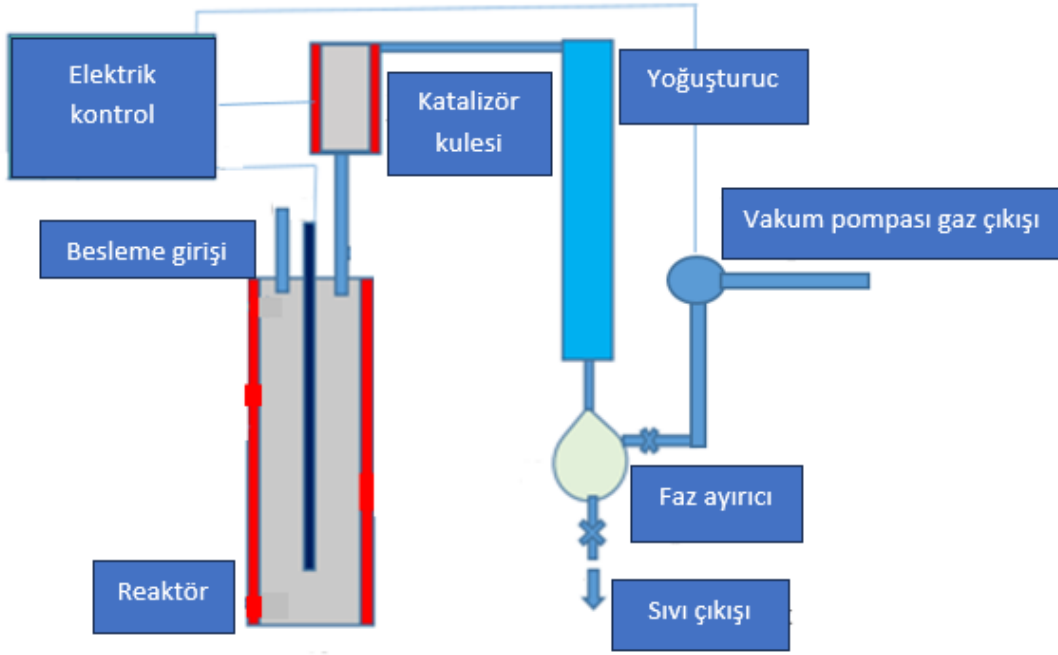 Elektrik
kontrol
Katalizör
kulesi
Yoğuşturuc
Vakum pompası gaz çıkışı
Besleme girişi
Faz ayırıcı
Reaktör
Sıvı çıkışı